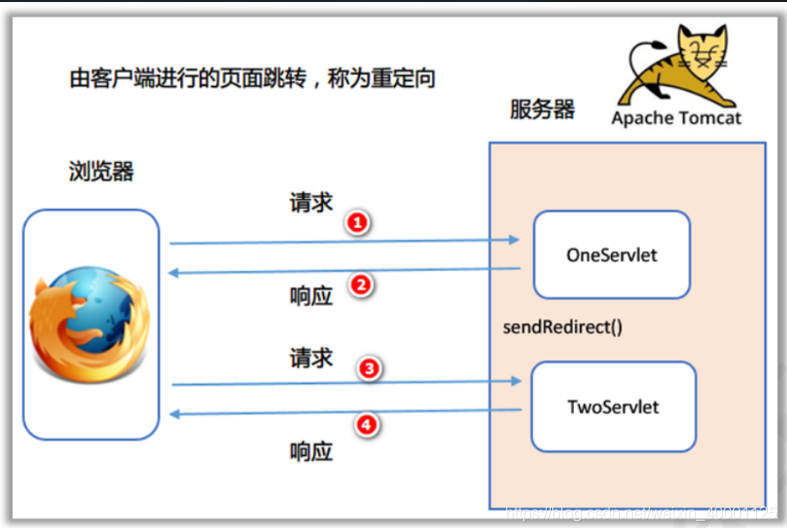 由客户端进行的页面跳转，称为重定向
服务器
Apache Tomcat
浏览器
请求
1
OneServlet
2
响应
sendRedirect()
请求
3
TwoServlet
4
响应
https://blog.csdn.net/weixin_40001125